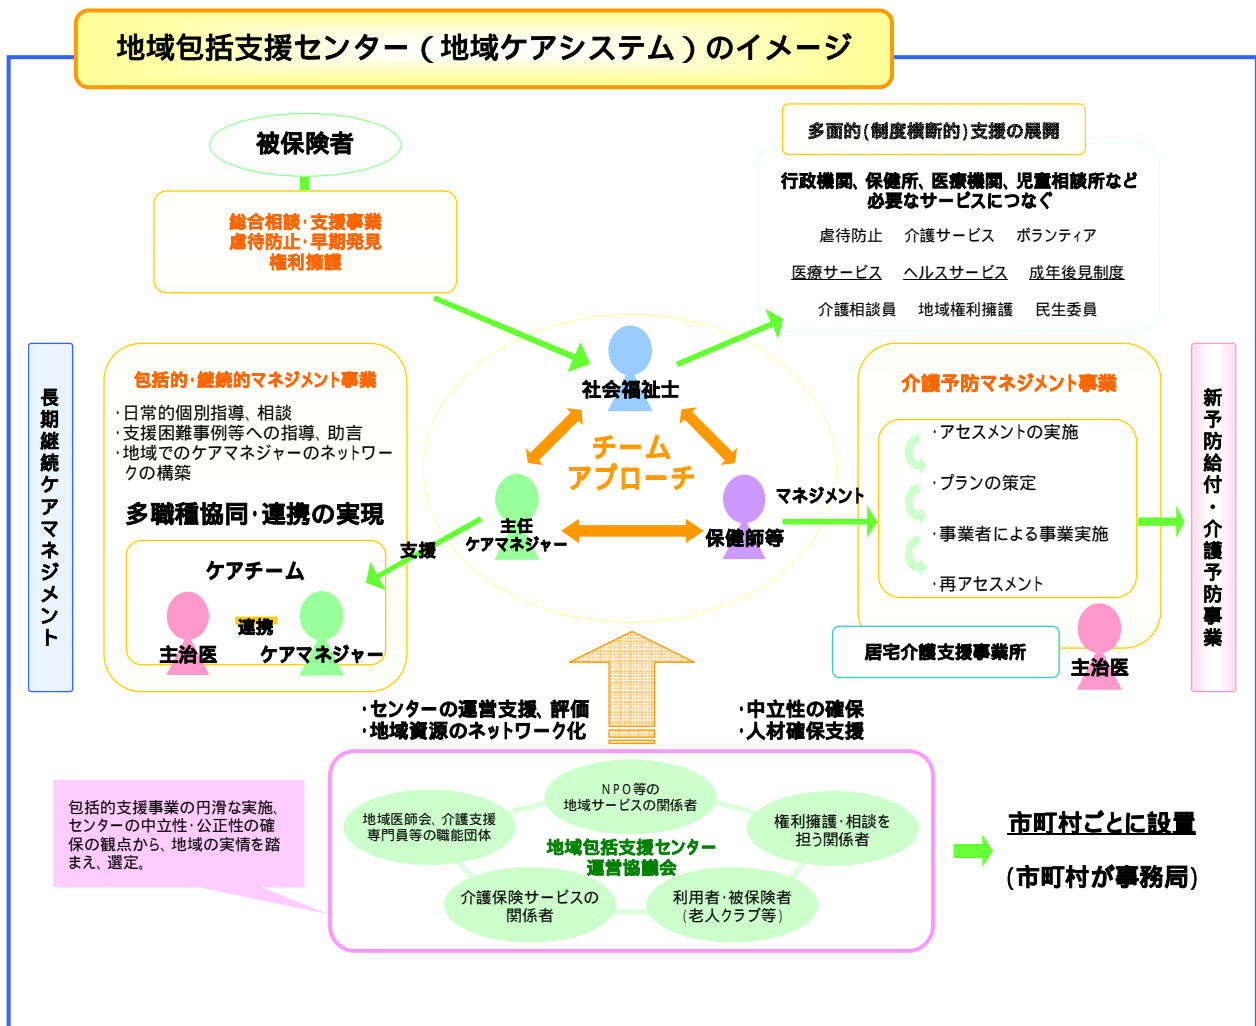 地域包括支援センター（地域ケアシステム）のイメージ
被保険者
総合相談・支援事業
虐待防止・早期発見
権利擁護
多面的(制度横断的)支援の展開
行政機関、保健所、医療機関、児童相談所など
必要なサービスにつなぐ
虐待防止 介護サービス ボランティア
医療サービス ヘルスサービス 成年後見制度
介護相談員 地域権利擁護 民生委員
長期継続ケアマネジメント
包括的・継続的マネジメント事業
・日常的個別指導、相談
・支援困難事例等への指導、助言
・地域でのケアマネジャーのネットワー
クの構築
多職種協同・連携の実現
ケアチーム
連携
主治医
ケアマネジャー
支援
社会福祉士
チーム
アプローチ
主任
ケアマネジャー
保健師等
マネジメント
介護予防マネジメント事業
・アセスメントの実施
・プランの策定
・事業者による事業実施
・再アセスメント
居宅介護支援事業所
主治医
新予防給付・介護予防事業
・センターの運営支援、評価
・地域資源のネットワーク化
・中立性の確保
・人材確保支援
包括的支援事業の円滑な実施、
センターの中立性・公正性の確
保の観点から、地域の実情を踏
まえ、選定。
NPO等の
地域サービスの関係者
地域医師会、介護支援
専門員等の職能団体
権利擁護・相談を
担う関係者
地域包括支援センター
運営協議会
介護保険サービスの
関係者
利用者・被保険者
(老人クラブ等)
市町村ごとに設置
(市町村が事務局)